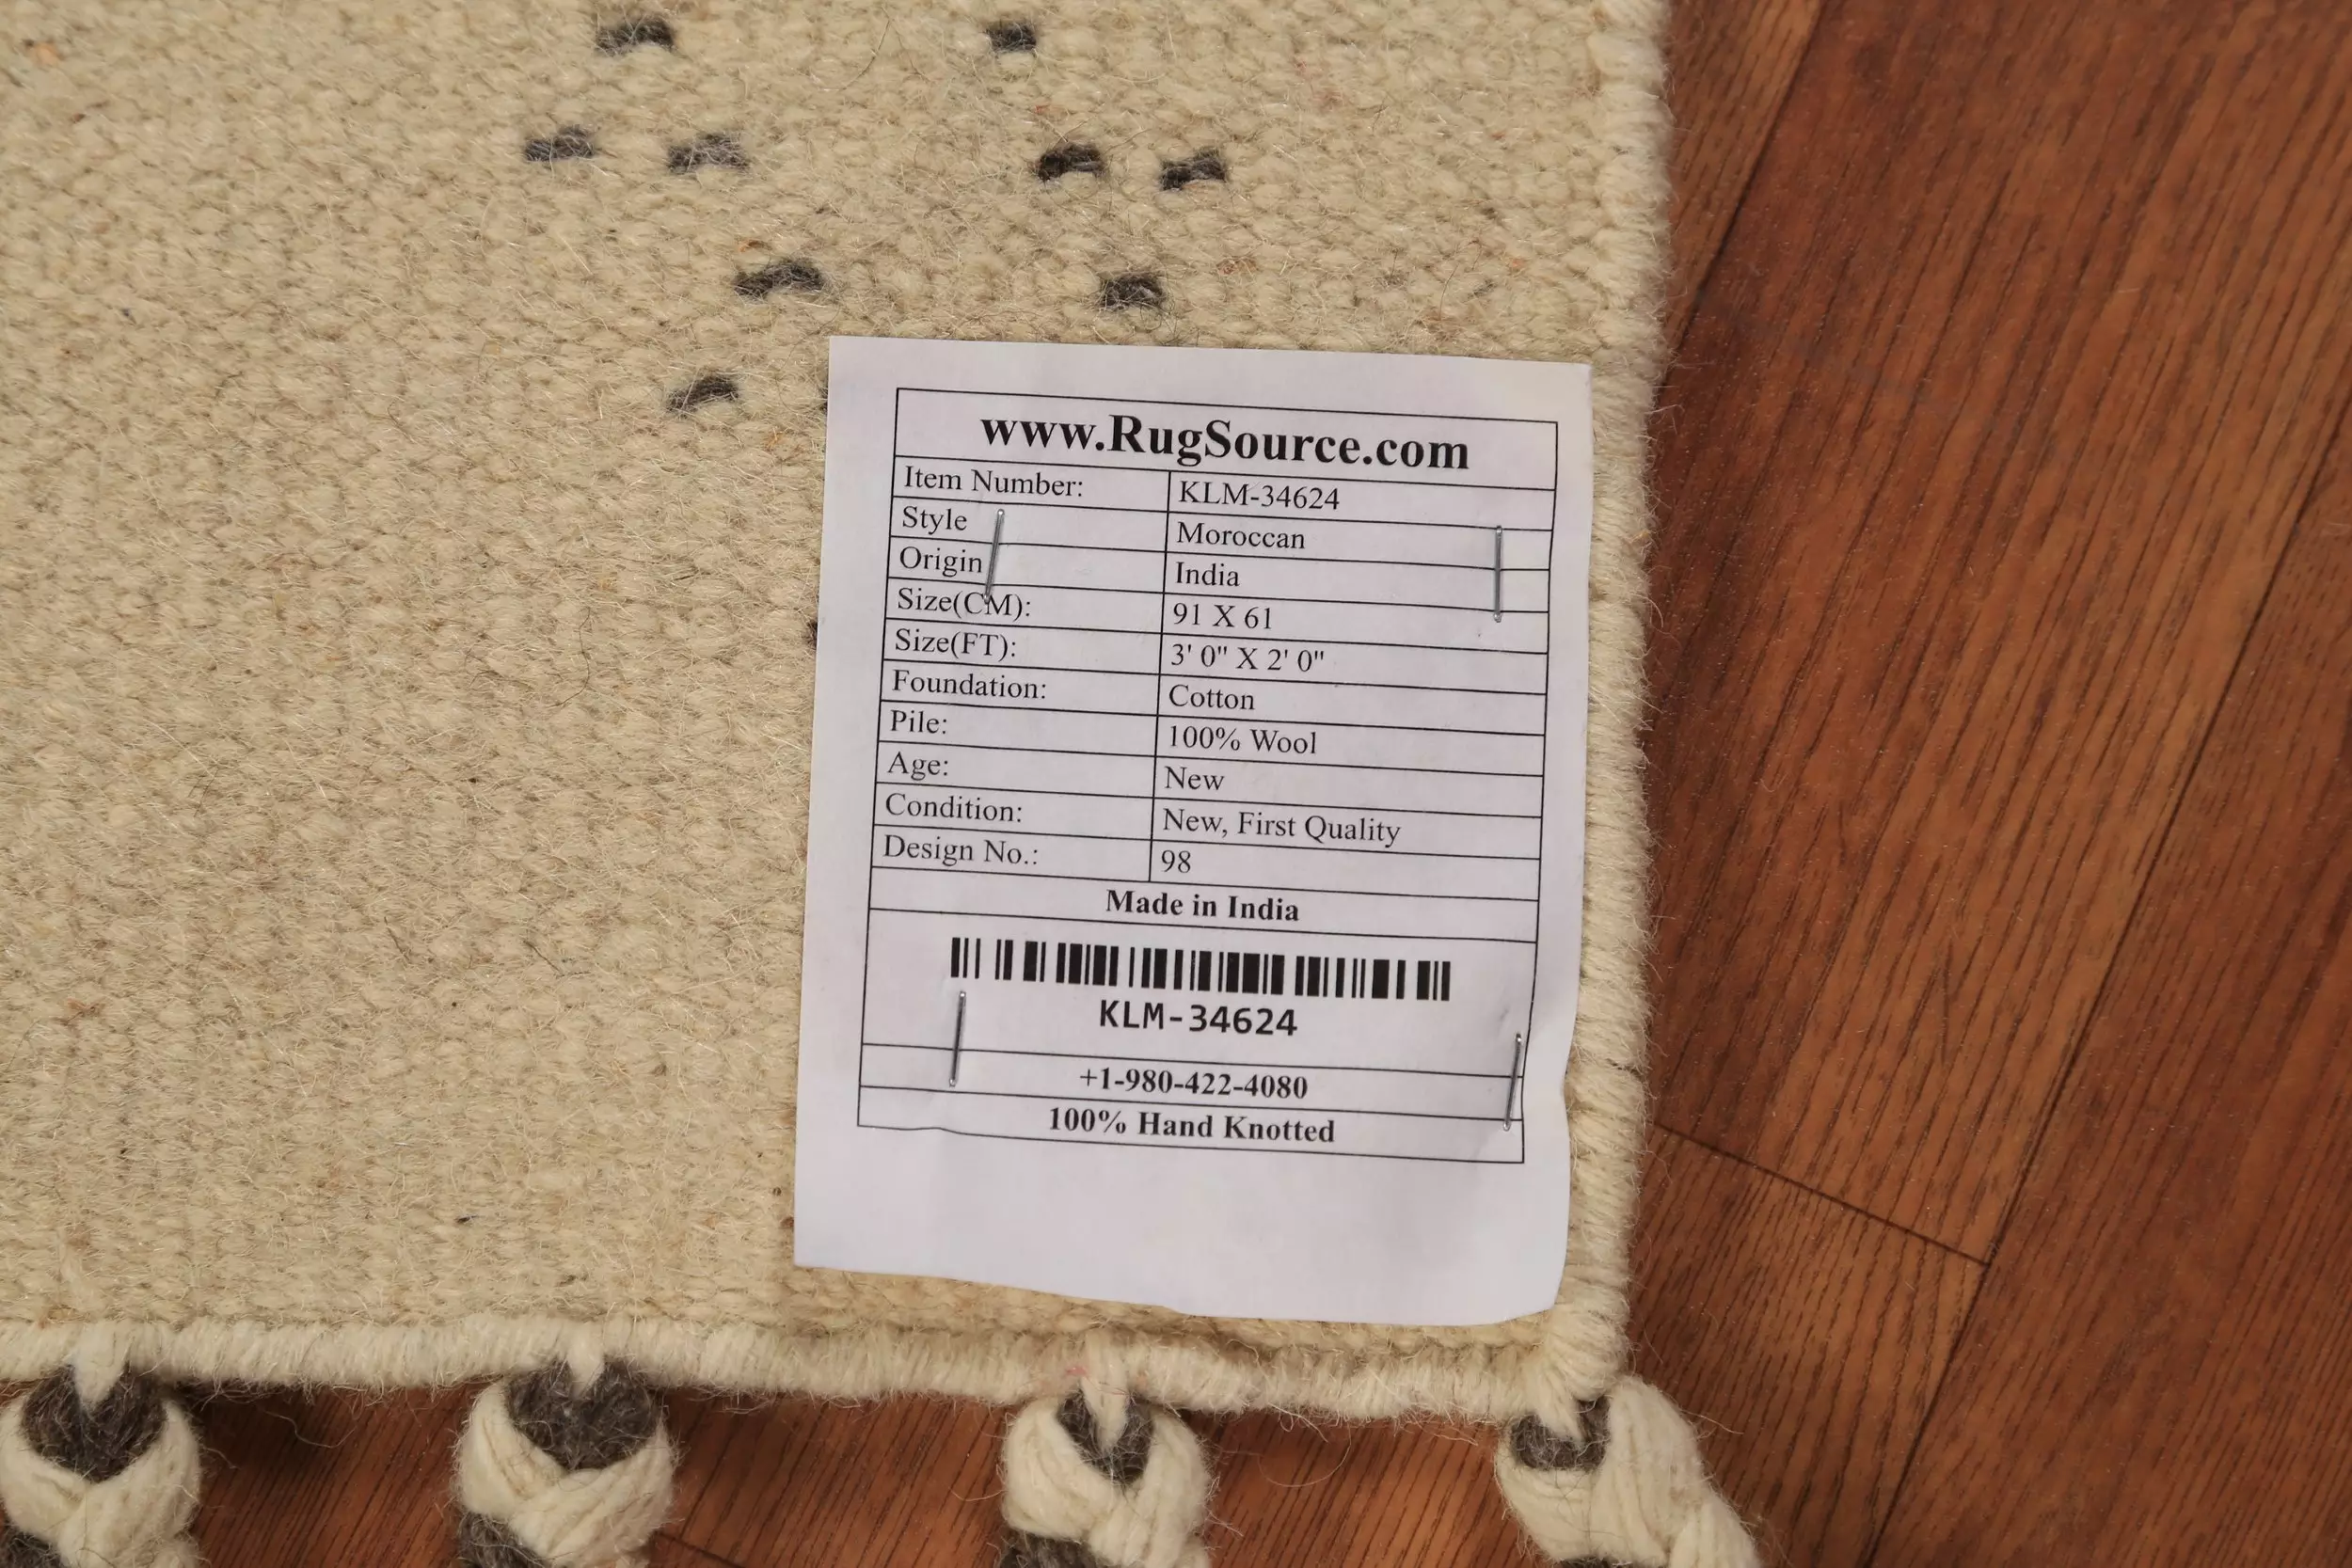 www.RugSource.com
Item Number: KLM-34624
Style Moroccan
Origin India
Size(CM): 91 X 61
Size(FT): 3' 0" X 2' 0"
Foundation: Cotton
Pile: 100% Wool
Age: New
Condition: New, First Quality
Design No.: 98
Made in India
KLM-34624
+1-980-422-4080
100% Hand Knotted